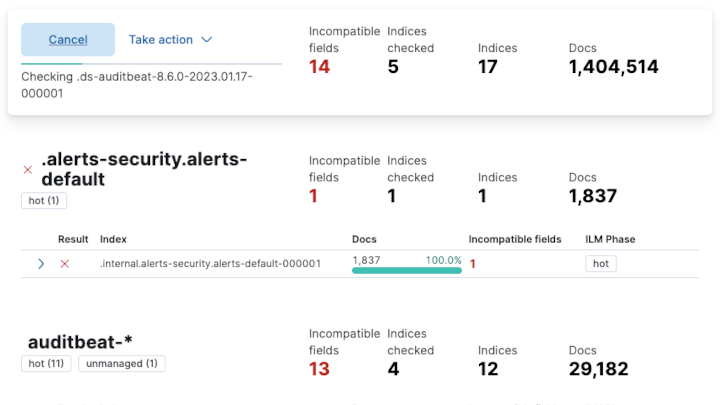 Cancel Take action Incompatible fields Indices checked Indices Docs
14 5 17 1,404,514
Checking .ds-auditbeat-8.6.0-2023.01.17-
000001
.alerts-security.alerts-
default
hot (1)
Incompatible fields Indices checked Indices Docs
1 1 1 1,837
Result Index Docs Incompatible fields ILM Phase
.internal.alerts-security.alerts-default-000001 1,837 100.0% 1 hot
auditbeat-*
hot (11) unmanaged (1)
Incompatible fields Indices checked Indices Docs
13 4 12 29,182